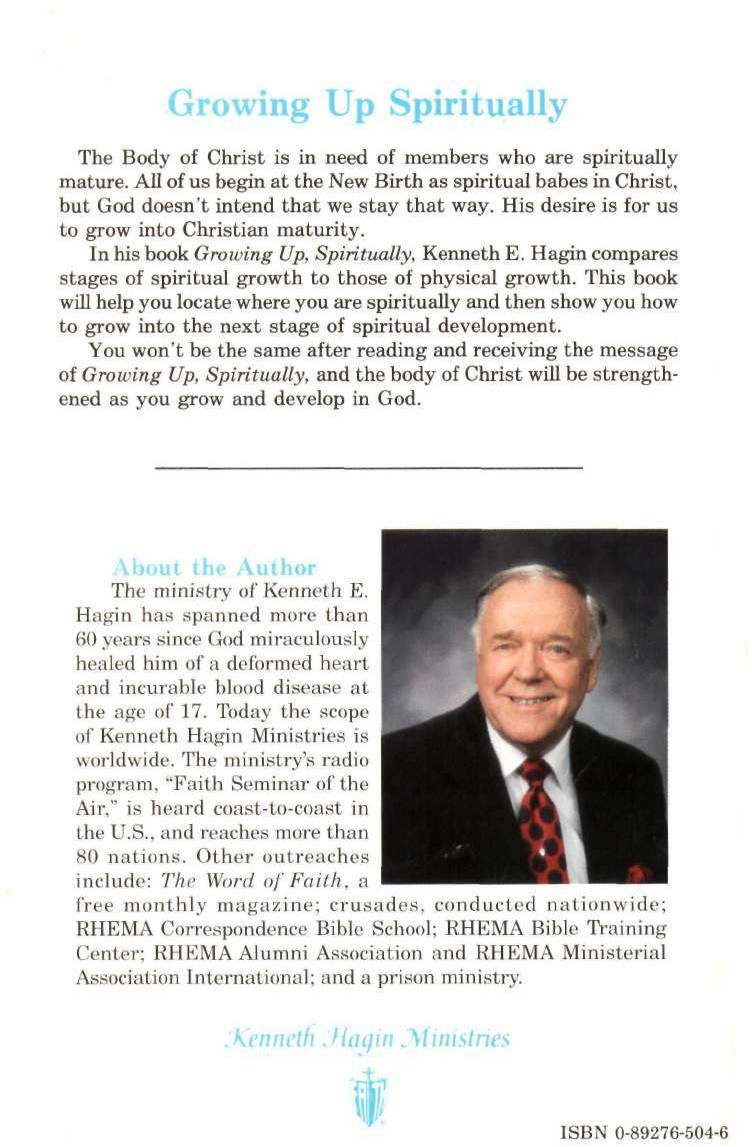 Growing Up Spiritually
The Body of Christ is in need of members who are spiritually
mature. All of us begin at the New Birth as spiritual babes in Christ,
but God doesn't intend that we stay that way. His desire is for us
to grow into Christian maturity.
In his book Growing Up, Spiritually, Kenneth E. Hagin compares
stages of spiritual growth to those of physical growth. This book
will help you locate where you are spiritually and then show you how
to grow into the next stage of spiritual development.
You won't be the same after reading and receiving the message
of Growing Up, Spiritually, and the body of Christ will be strength-
ened as you grow and develop in God.
About the Author
The ministry of Kenneth E.
Hagin has spanned more than
60 years since God miraculously
healed him of a deformed heart
and incurable blood disease at
the age of 17. Today the scope
of Kenneth Hagin Ministries is
worldwide. The ministry's radio
program, "Faith Seminar of the
Air," is heard coast-to-coast in
the U.S., and reaches more than
80 nations. Other outreaches
include: The Word of Faith, a
free monthly magazine; crusades, conducted nationwide;
RHEMA Correspondence Bible School; RHEMA Bible Training
Center; RHEMA Alumni Association and RHEMA Ministerial
Association International; and a prison ministry.
Kenneth Hagin Ministries
ISBN 0-89276-504-6